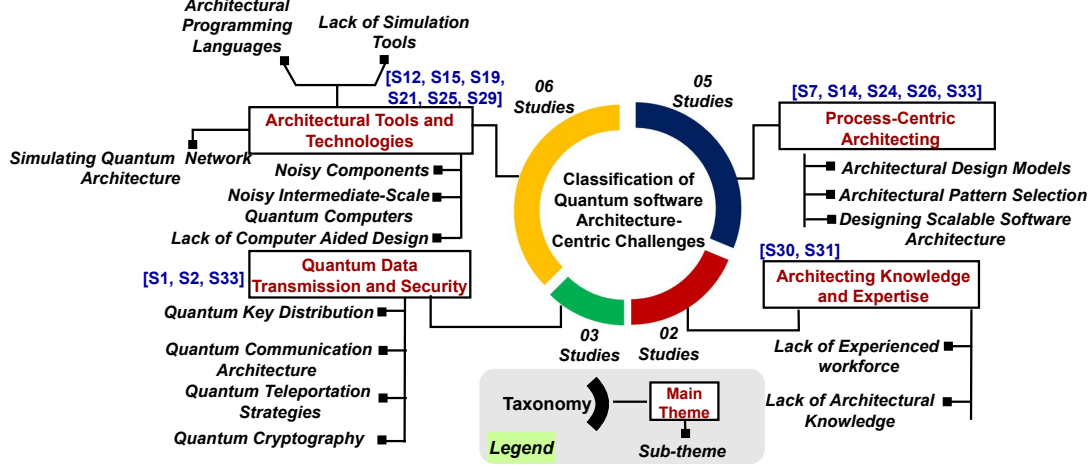 Architectural
Programming
Languages
Lack of Simulation
Tools
[S12, S15, S19,
S21, S25, S29]
Architectural Tools and
Technologies
Simulating Quantum Network
Architecture
Noisy Components
Noisy Intermediate-Scale
Quantum Computers
Lack of Computer Aided Design
06
Studies
05
Studies
Classification of
Quantum software
Architecture-
Centric Challenges
[S7, S14, S24, S26, S33]
Process-Centric
Architecting
Architectural Design Models
Architectural Pattern Selection
Designing Scalable Software
Architecture
[S1, S2, S33]
Quantum Data
Transmission and Security
Quantum Key Distribution
Quantum Communication
Architecture
Quantum Teleportation
Strategies
Quantum Cryptography
03
Studies
02
Studies
[S30, S31]
Architecting Knowledge
and Expertise
Lack of Experienced
workforce
Lack of Architectural
Knowledge
Taxonomy
Main
Theme
Legend
Sub-theme